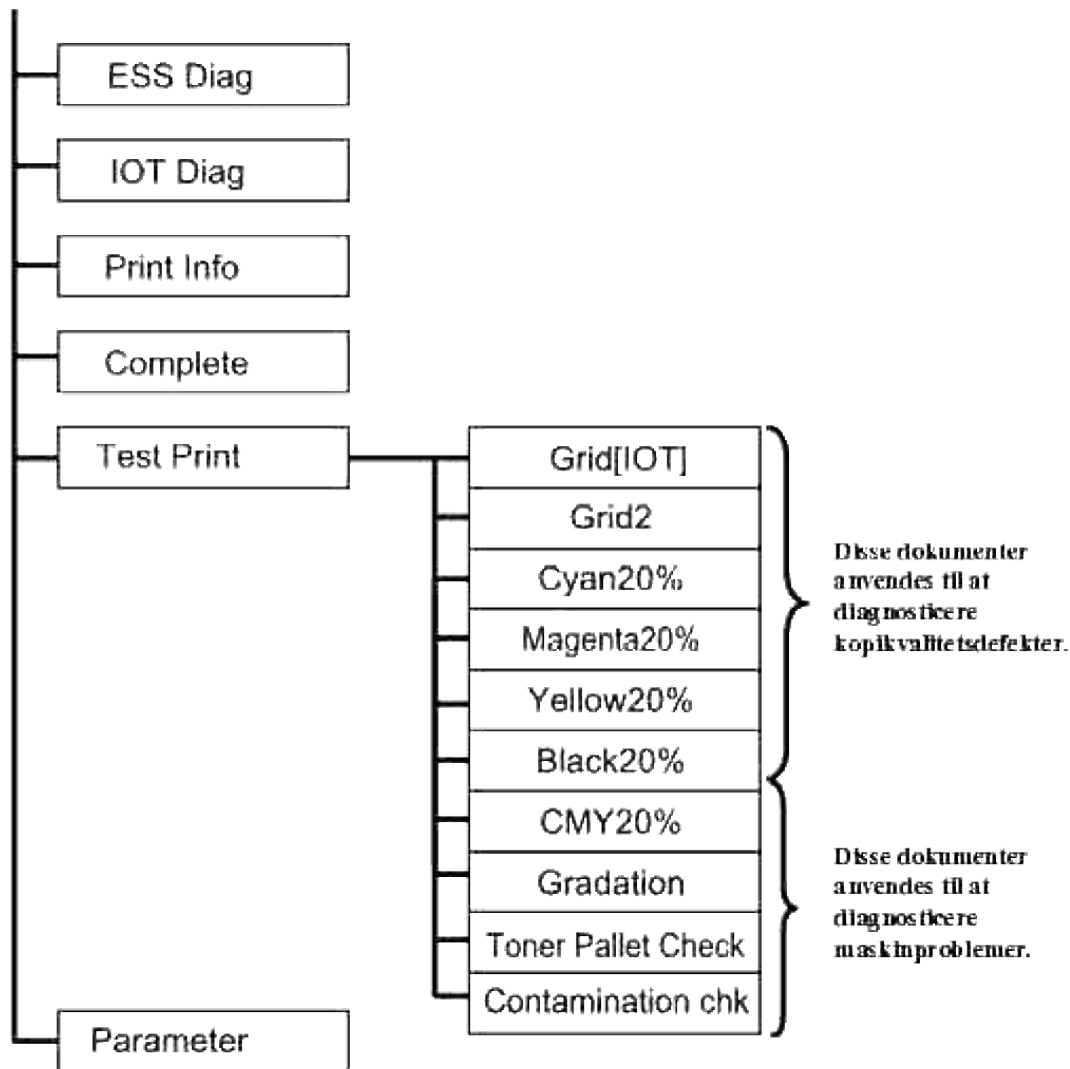 ESS Diag
IOT Diag
Print Info
Complete
Test Print
Grid[IOT]
Grid2
Cyan20%
Magenta20%
Yellow20%
Black20%
CMY20%
Gradation
Toner Pallet Check
Contamination chk
Disse dokumenter
anvendes til at
diagnosticere
kopikvalitetsdefekter.
Disse dokumenter
anvendes til at
diagnosticere
maskinproblemer.
Parameter